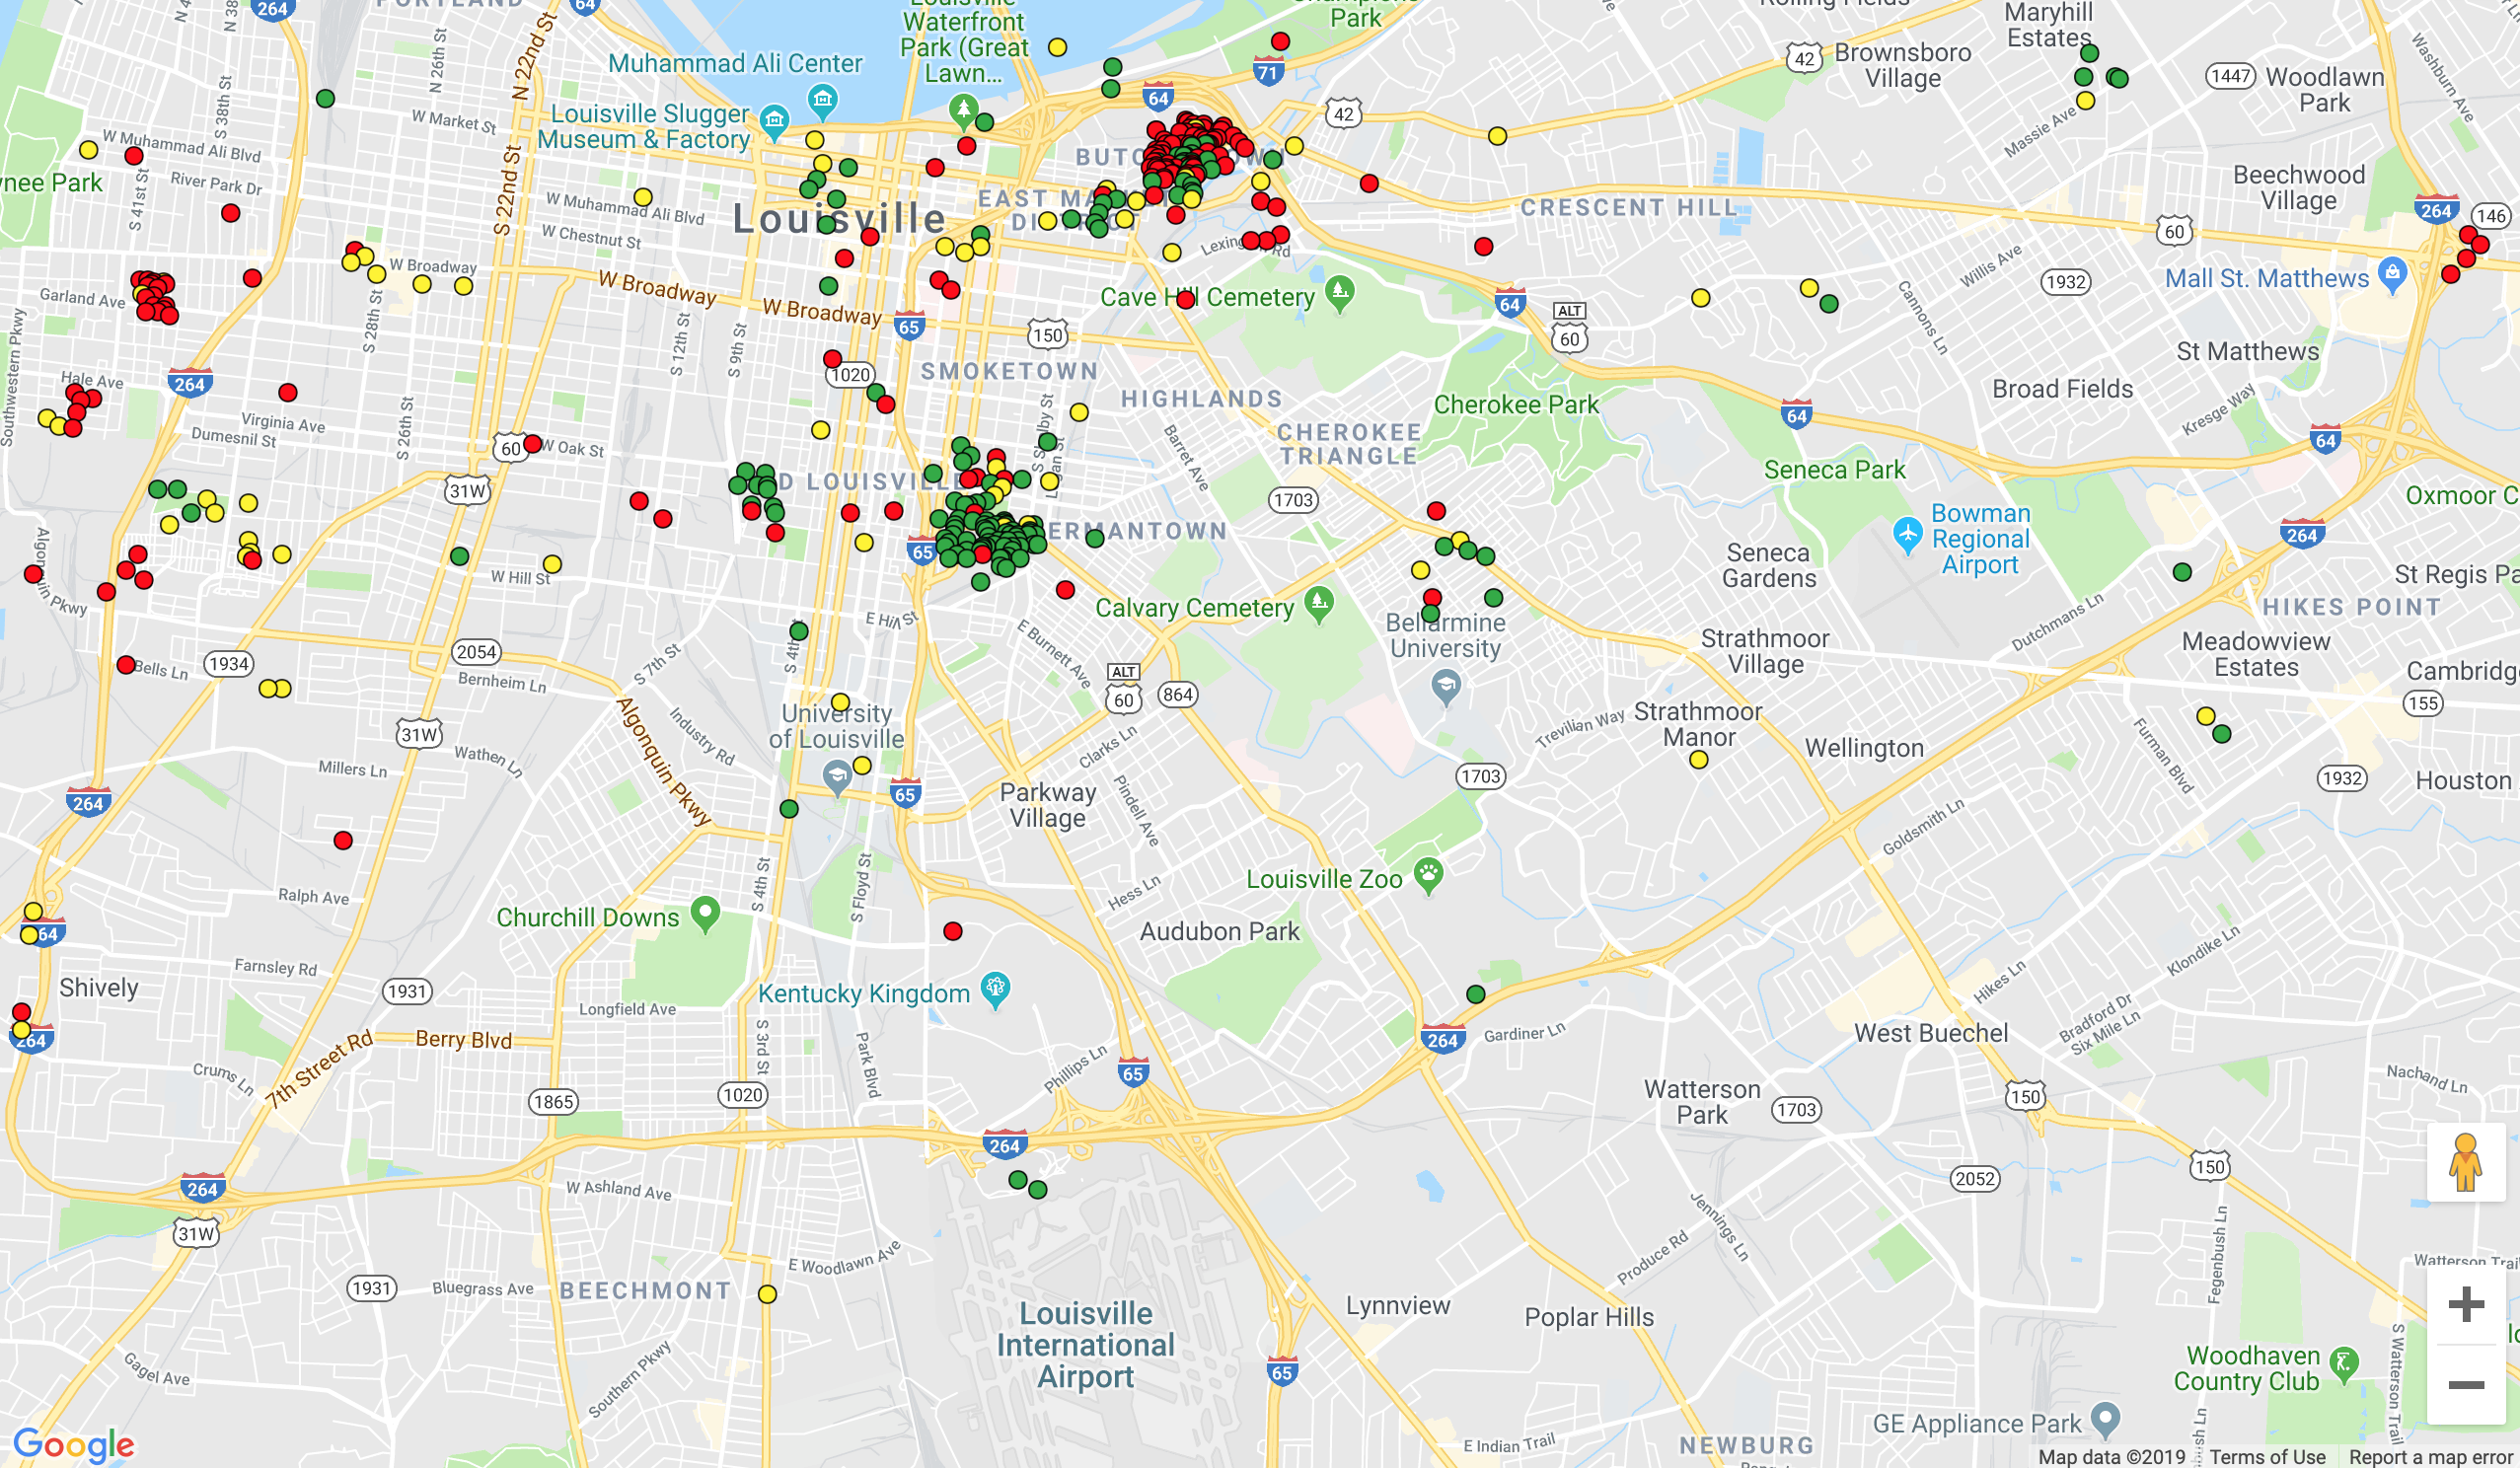 264
PORTLAND
64
Louisville
Waterfront
Park (Great
Lawn...
Park
Rolling Fields
Maryhill
Estates
N 38th
N 26th St
N 22nd St
S 38th St
Muhammad Ali Center
71
64
42
Brownsboro
Village
1447
Woodlawn
Park
Washburn Ave
Louisville Slugger
Museum & Factory
W Market St
42
Massie Ave
W Muhammad Ali Blvd
River Park Dr
S 41st St
S 22nd St
W Muhammad Ali Blvd
W Chestnut St
Louisville
EAST MA
DISTRICT
CRESCENT HILL
Beechwood
Village
264
146
60
Lexington Rd
Willis Ave
W Broadway
W Broadway
W Broadway
Garland Ave
Cave Hill Cemetery
64
1932
Mall St. Matthews
Cannons Ln
ALT
60
65
150
Southwestern Pkwy
S 28th St
S 12th St
S 9th St
264
Hale Ave
1020
SMOKETOWN
HIGHLANDS
St Matthews
Broad Fields
Kresge Way
Cherokee Park
64
64
Virginia Ave
Dumesnil St
S 26th St
60
W Oak St
CHEROKEE
TRIANGLE
Barret Ave
Seneca Park
31W
D LOUISVILLE
1703
Oxmoor C
ERMANTOWN
65
Bowman
Regional
Airport
264
Algonquin Pkwy
W Hill St
Seneca
Gardens
St Regis Pa
HIKES POINT
Calvary Cemetery
Dutchmans Ln
E Hill St
E Burnett Ave
Bellarmine
University
Strathmoor
Village
Meadowview
Estates
Cambridg
Bells Ln
1934
2054
Bernheim Ln
S 7th St
S 4th St
ALT
60
864
155
31W
Algonquin Pkwy
Industry Rd
University
of Louisville
Clarks Ln
Trevilian Way
Strathmoor
Manor
Wellington
Furman Blvd
Wathen Ln
Millers Ln
264
65
Parkway
Village
Pindell Ave
1703
1932
Houston
Goldsmith Ln
S 4th St
S Floyd St
Louisville Zoo
Ralph Ave
Hess Ln
Churchill Downs
Audubon Park
64
Klondike Ln
Farnsley Rd
Hikes Ln
Shively
1931
Kentucky Kingdom
Longfield Ave
S 3rd St
Park Blvd
264
Berry Blvd
7th Street Rd
264
Gardiner Ln
West Buechel
Bradford Dr
Six Mile Ln
Phillips Ln
65
Crums Ln
1865
1020
Watterson
Park
1703
150
Nachand Ln
264
264
W Ashland Ave
150
2052
31W
Jennings Ln
Produce Rd
Fegenbush Ln
E Woodlawn Ave
Watterson Trai
1931
Bluegrass Ave
BEECHMONT
Louisville
International
Airport
Lynnview
Poplar Hills
65
S Watterson Trail
Woodhaven
Country Club
Gagel Ave
Southern Pkwy
GE Appliance Park
E Indian Trail
NEWBURG
Google
Map data ©2019
Terms of Use
Report a map error